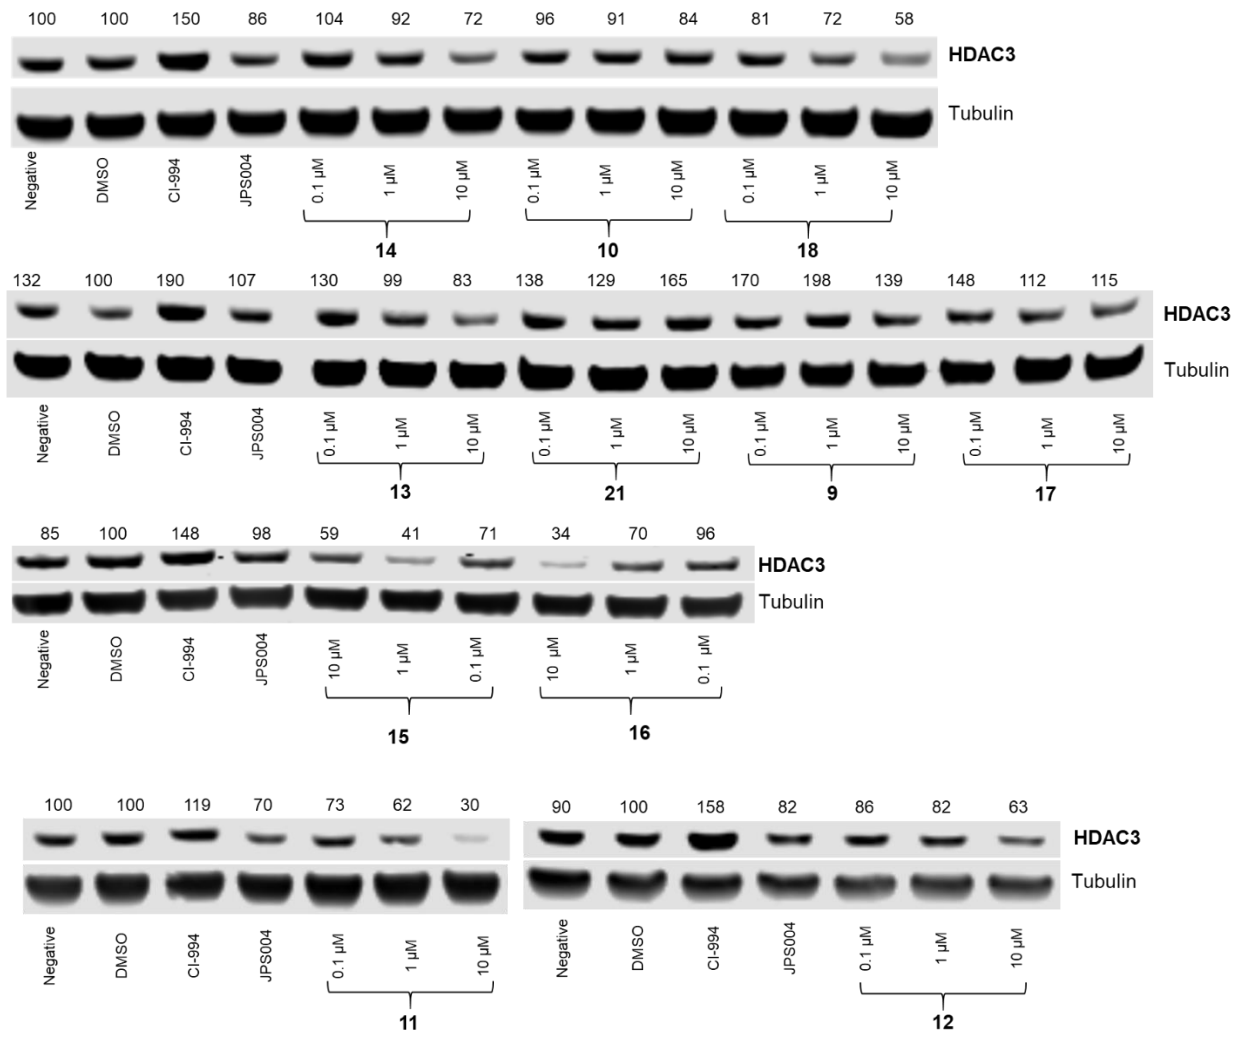 100 100 150 86 104 92 72 96 91 84 81 72 58
HDAC3
Tubulin
Negative DMSO CI-994 JPS004 0.1 µM 1 µM 10 µM 0.1 µM 1 µM 10 µM 0.1 µM 1 µM 10 µM
14 10 18
132 100 190 107 130 99 83 138 129 165 170 198 139 148 112 115
HDAC3
Tubulin
Negative DMSO CI-994 JPS004 0.1 µM 1 µM 10 µM 0.1 µM 1 µM 10 µM 0.1 µM 1 µM 10 µM 0.1 µM 1 µM 10 µM
13 21 9 17
85 100 148 98 59 41 71 34 70 96
HDAC3
Tubulin
Negative DMSO CI-994 JPS004 10 µM 1 µM 0.1 µM 10 µM 1 µM 0.1 µM
15 16
100 100 119 70 73 62 30 90 100 158 82 86 82 63
HDAC3
Tubulin
Negative DMSO CI-994 JPS004 0.1 µM 1 µM 10 µM Negative DMSO CI-994 JPS004 0.1 µM 1 µM 10 µM
11 12